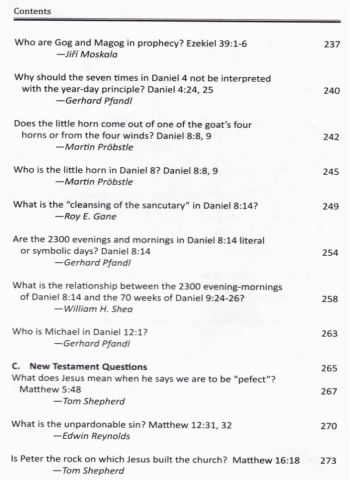 Contents
Who are Gog and Magog in prophecy? Ezekiel 39:1-6 237
—Jiří Moskala
Why should the seven times in Daniel 4 not be interpreted
with the year-day principle? Daniel 4:24, 25 240
—Gerhard Pfandl
Does the little horn come out of one of the goat's four
horns or from the four winds? Daniel 8:8, 9 242
—Martin Pröbstle
Who is the little horn in Daniel 8? Daniel 8:8, 9 245
—Martin Pröbstle
What is the "cleansing of the sancutary" in Daniel 8:14? 249
—Roy E. Gane
Are the 2300 evenings and mornings in Daniel 8:14 literal
or symbolic days? Daniel 8:14 254
—Gerhard Pfandl
What is the relationship between the 2300 evening-mornings
of Daniel 8:14 and the 70 weeks of Daniel 9:24-26? 258
—William H. Shea
Who is Michael in Daniel 12:1? 263
—Gerhard Pfandl
C. New Testament Questions 265
What does Jesus mean when he says we are to be "pefect"?
Matthew 5:48 267
—Tom Shepherd
What is the unpardonable sin? Matthew 12:31, 32 270
—Edwin Reynolds
Is Peter the rock on which Jesus built the church? Matthew 16:18 273
—Tom Shepherd